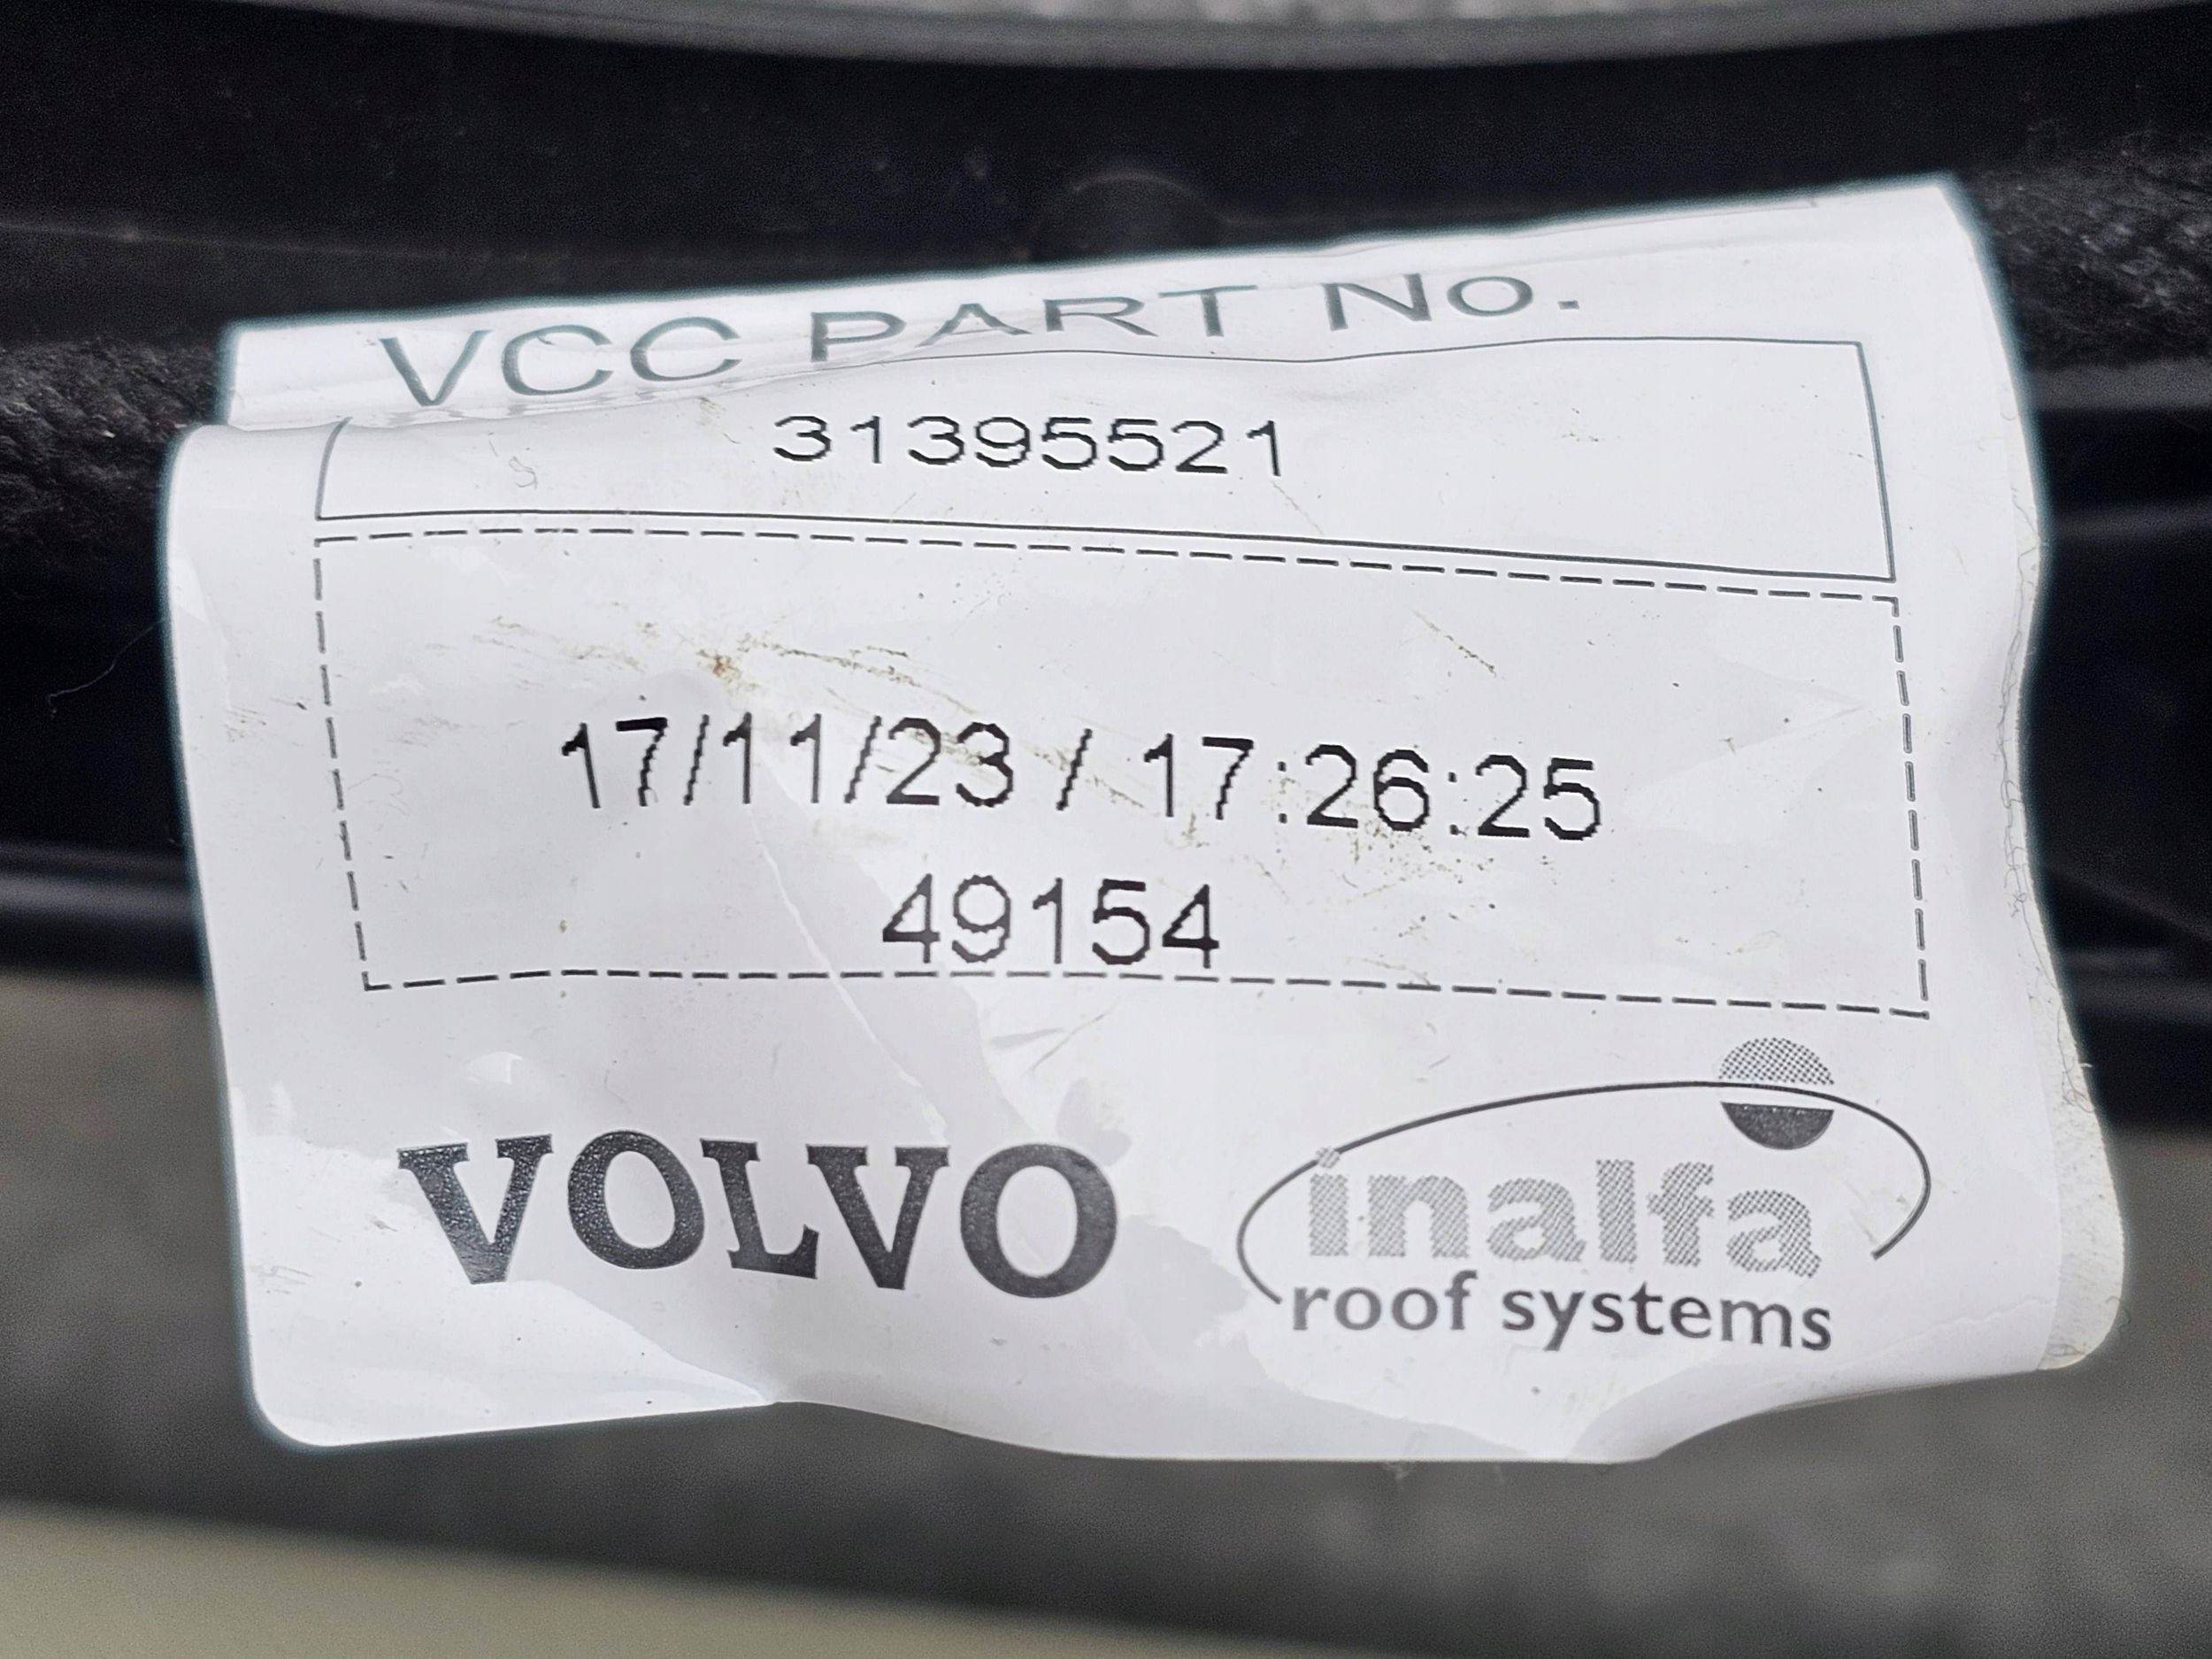 VCC PART No.
31395521
17/11/23 / 17:26:25
49154
VOLVO
inalfa
roof systems